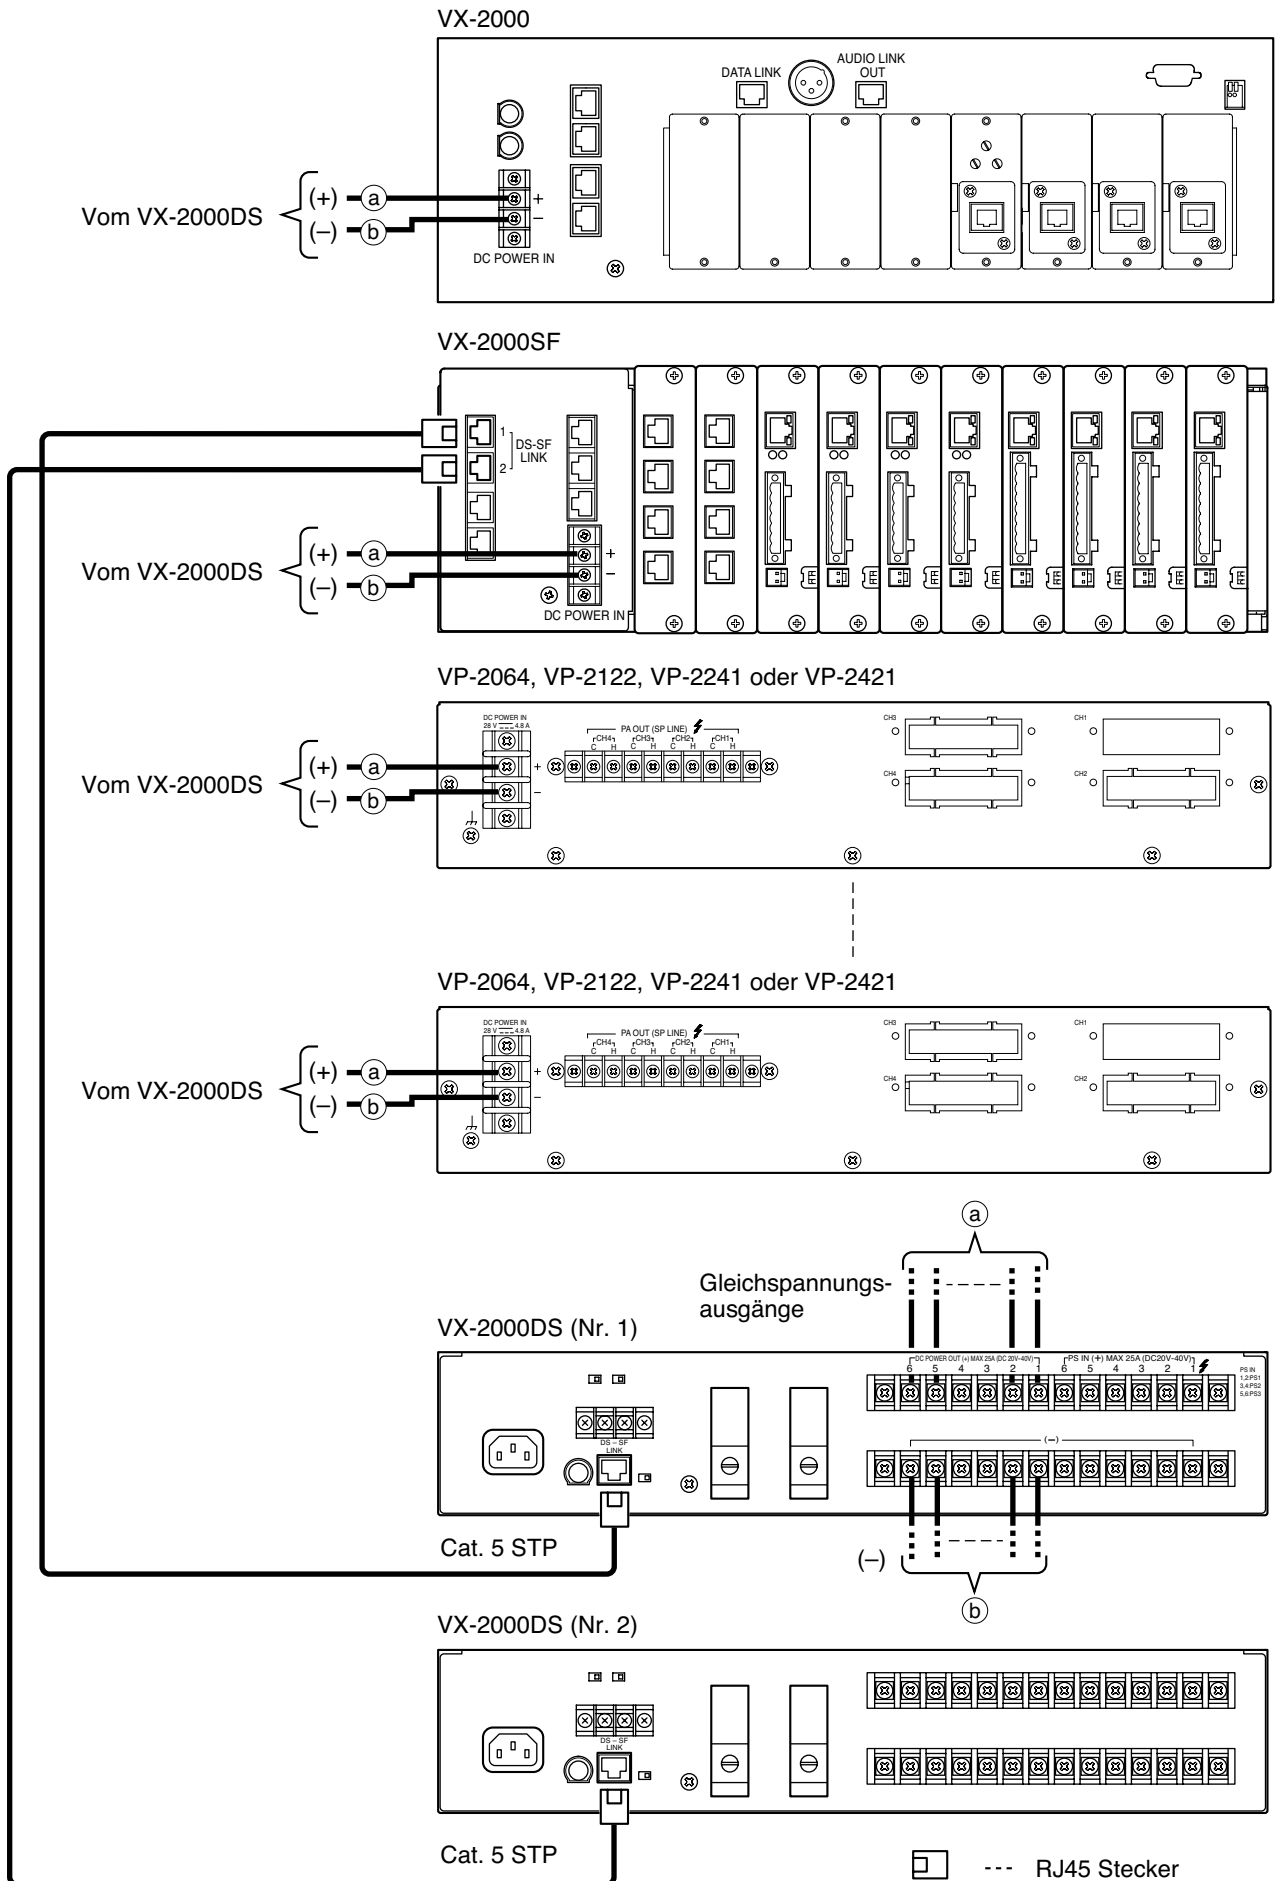 VX-2000
DATA LINK
AUDIO LINK
OUT
Vom VX-2000DS
(+) a
(–) b
+
–
DC POWER IN
VX-2000SF
1
DS-SF
LINK
2
Vom VX-2000DS
(+) a
(–) b
+
–
DC POWER IN
VP-2064, VP-2122, VP-2241 oder VP-2421
DC POWER IN
28 V 4.8 A
PA OUT (SP LINE)
CH4 CH3 CH2 CH1
C H C H C H C H
CH3
CH1
CH4
CH2
Vom VX-2000DS
(+) a
(–) b
+
–
VP-2064, VP-2122, VP-2241 oder VP-2421
DC POWER IN
28 V 4.8 A
PA OUT (SP LINE)
CH4 CH3 CH2 CH1
C H C H C H C H
CH3
CH1
CH4
CH2
Vom VX-2000DS
(+) a
(–) b
+
–
a
Gleichspannungs-
ausgänge
VX-2000DS (Nr. 1)
DC POWER OUT (+) MAX 25A (DC 20V-40V)
PS IN (+) MAX 25A (DC20V-40V)
6 5 4 3 2 1 6 5 4 3 2 1
PS IN
1,2:PS1
3,4:PS2
5,6:PS3
DS – SF
LINK
(–)
Cat. 5 STP
(–)
b
VX-2000DS (Nr. 2)
DS – SF
LINK
Cat. 5 STP
--- RJ45 Stecker